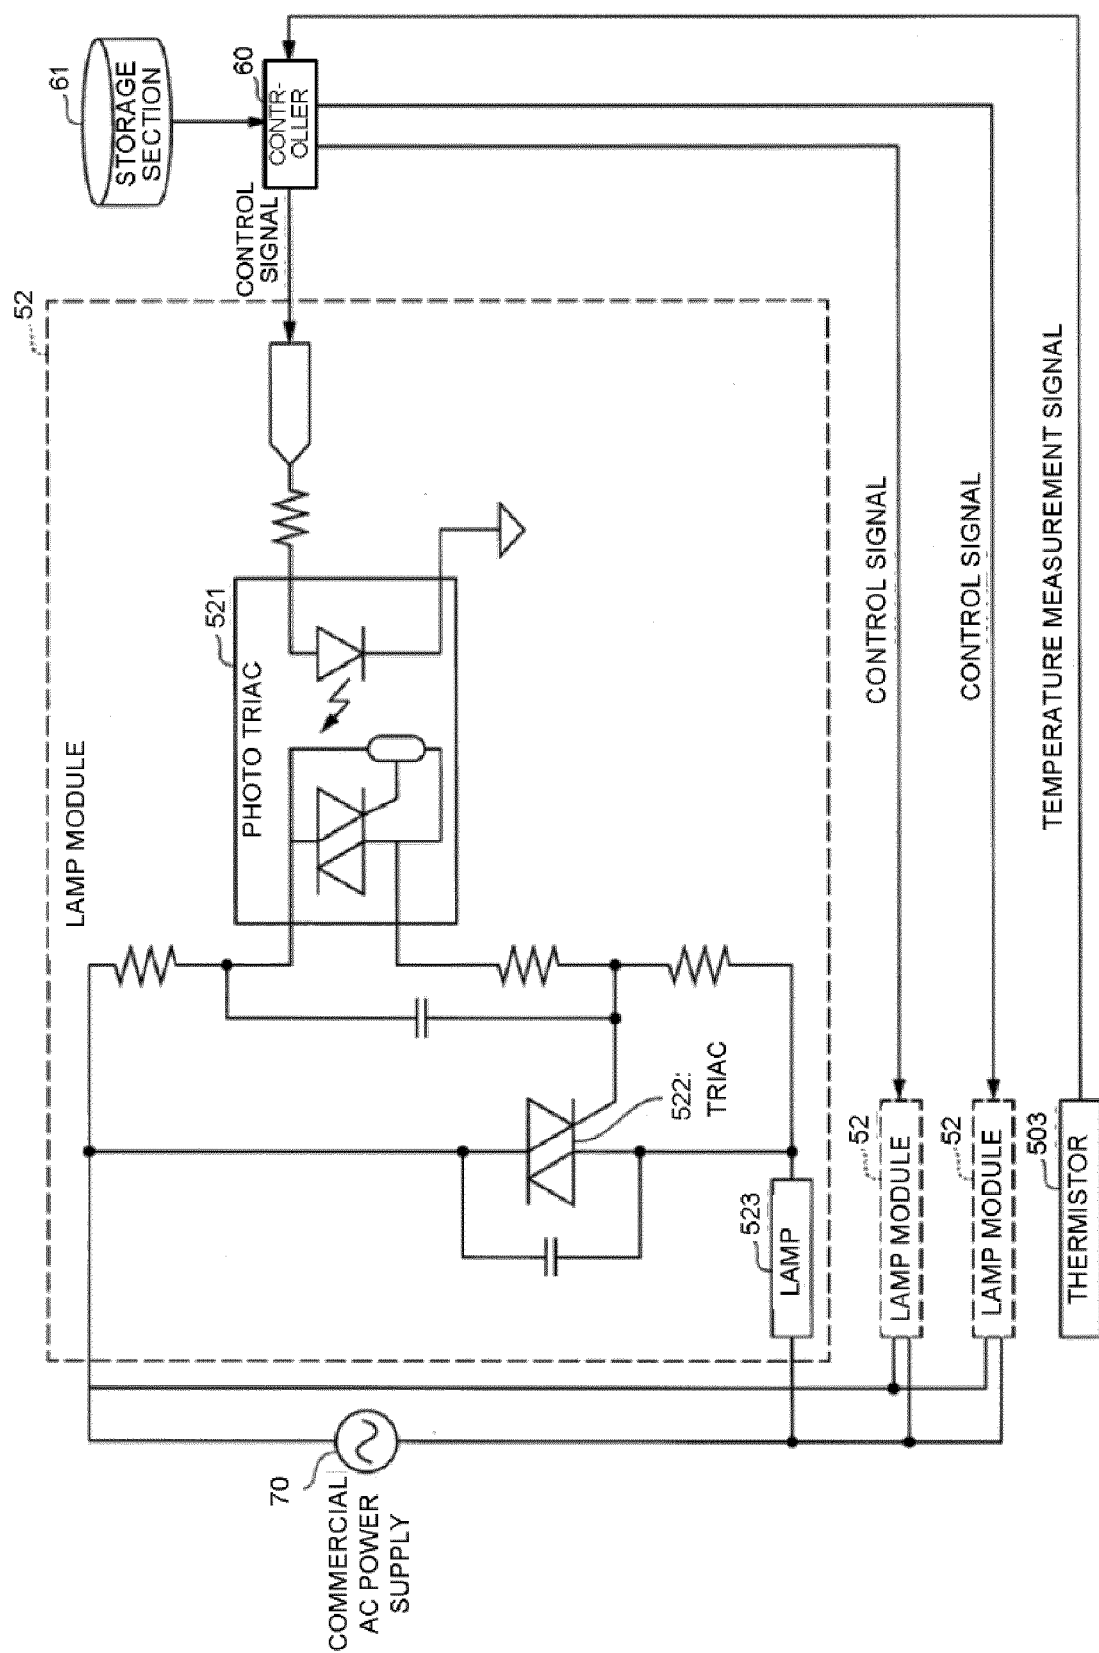 COMMERCIAL
AC POWER
SUPPLY
70
52
LAMP MODULE
PHOTO TRIAC
521
522:
TRIAC
523
LAMP
CONTROL
SIGNAL
61
STORAGE
SECTION
60
CONTR-
OLLER
52
LAMP MODULE
CONTROL SIGNAL
52
LAMP MODULE
CONTROL SIGNAL
503
THERMISTOR
TEMPERATURE MEASUREMENT SIGNAL